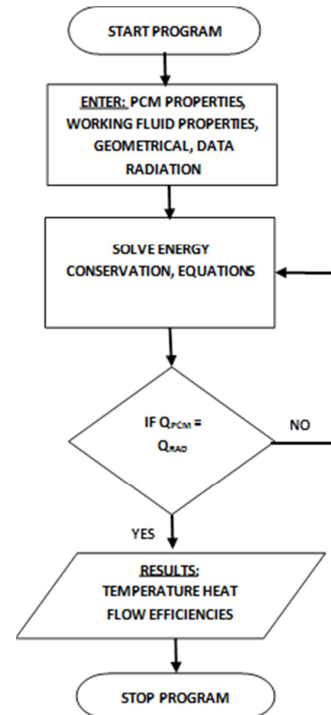 START PROGRAM
ENTER: PCM PROPERTIES,
WORKING FLUID PROPERTIES,
GEOMETRICAL, DATA
RADIATION
SOLVE ENERGY
CONSERVATION, EQUATIONS
IF QPCM =
QRAD
NO
YES
RESULTS:
TEMPERATURE HEAT
FLOW EFFICIENCIES
STOP PROGRAM